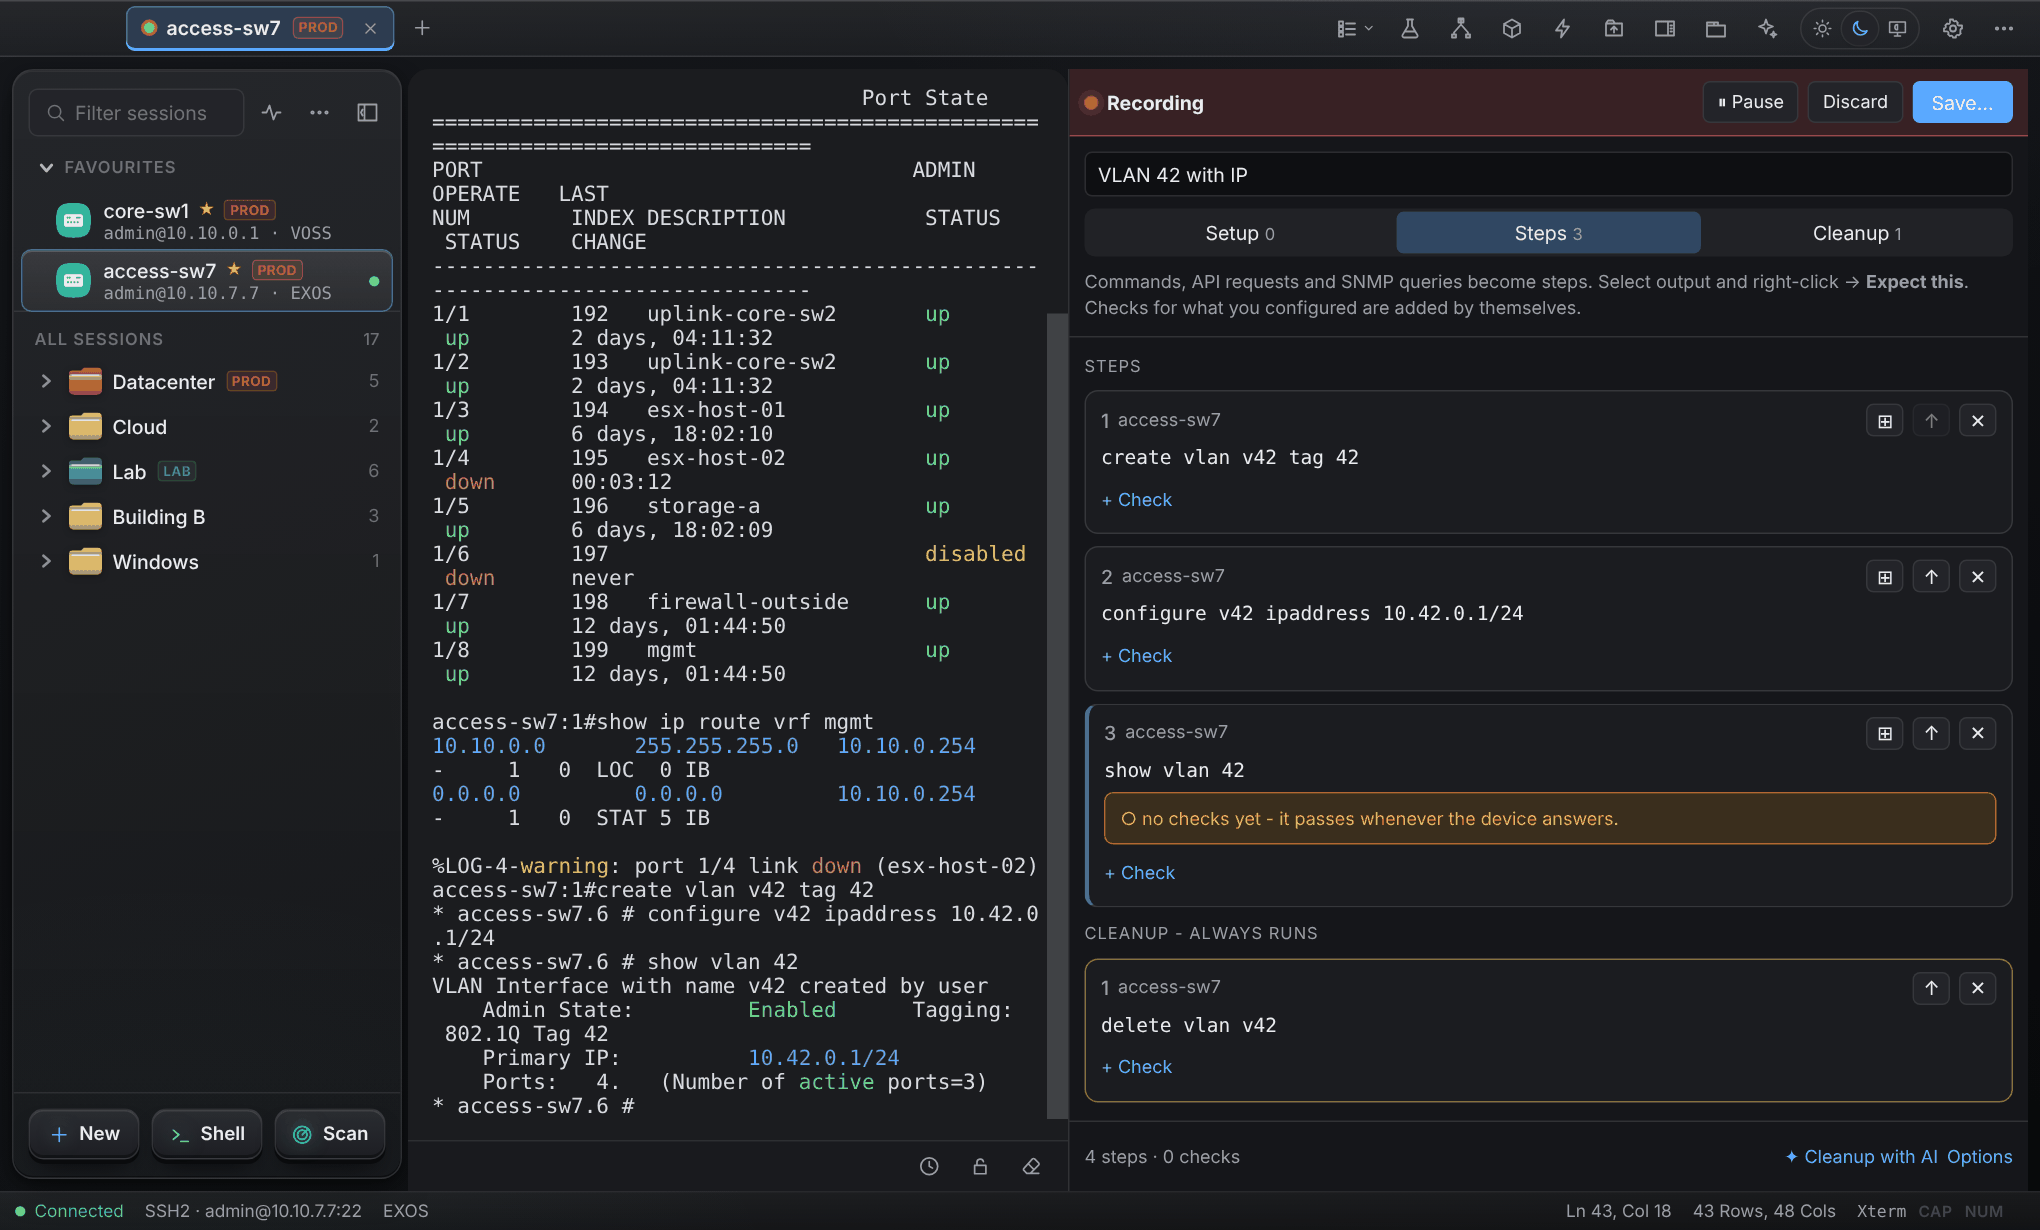 access-sw7 PROD
Filter sessions
FAVOURITES
core-sw1 ★ PROD
admin@10.10.0.1 · VOSS
access-sw7 ★ PROD
admin@10.10.7.7 · EXOS
ALL SESSIONS 17
Datacenter PROD 5
Cloud 2
Lab LAB 6
Building B 3
Windows 1
+ New
>_ Shell
Scan
Port State
================================================
==============================
PORT ADMIN
OPERATE LAST
NUM INDEX DESCRIPTION STATUS
STATUS CHANGE
------------------------------------------------
------------------------------
1/1 192 uplink-core-sw2 up
up 2 days, 04:11:32
1/2 193 uplink-core-sw2 up
up 2 days, 04:11:32
1/3 194 esx-host-01 up
up 6 days, 18:02:10
1/4 195 esx-host-02 up
down 00:03:12
1/5 196 storage-a up
up 6 days, 18:02:09
1/6 197 disabled
down never
1/7 198 firewall-outside up
up 12 days, 01:44:50
1/8 199 mgmt up
up 12 days, 01:44:50
access-sw7:1#show ip route vrf mgmt
10.10.0.0 255.255.255.0 10.10.0.254
- 1 0 LOC 0 IB
0.0.0.0 0.0.0.0 10.10.0.254
- 1 0 STAT 5 IB
%LOG-4-warning: port 1/4 link down (esx-host-02)
access-sw7:1#create vlan v42 tag 42
* access-sw7.6 # configure v42 ipaddress 10.42.0
.1/24
* access-sw7.6 # show vlan 42
VLAN Interface with name v42 created by user
Admin State: Enabled Tagging:
802.1Q Tag 42
Primary IP: 10.42.0.1/24
Ports: 4. (Number of active ports=3)
* access-sw7.6 #
Recording
Pause
Discard
Save...
VLAN 42 with IP
Setup 0
Steps 3
Cleanup 1
Commands, API requests and SNMP queries become steps. Select output and right-click → Expect this.
Checks for what you configured are added by themselves.
STEPS
1 access-sw7
create vlan v42 tag 42
+ Check
2 access-sw7
configure v42 ipaddress 10.42.0.1/24
+ Check
3 access-sw7
show vlan 42
no checks yet - it passes whenever the device answers.
+ Check
CLEANUP - ALWAYS RUNS
1 access-sw7
delete vlan v42
+ Check
4 steps · 0 checks
Cleanup with AI Options
Connected SSH2 · admin@10.10.7.7:22 EXOS
Ln 43, Col 18 43 Rows, 48 Cols Xterm CAP NUM